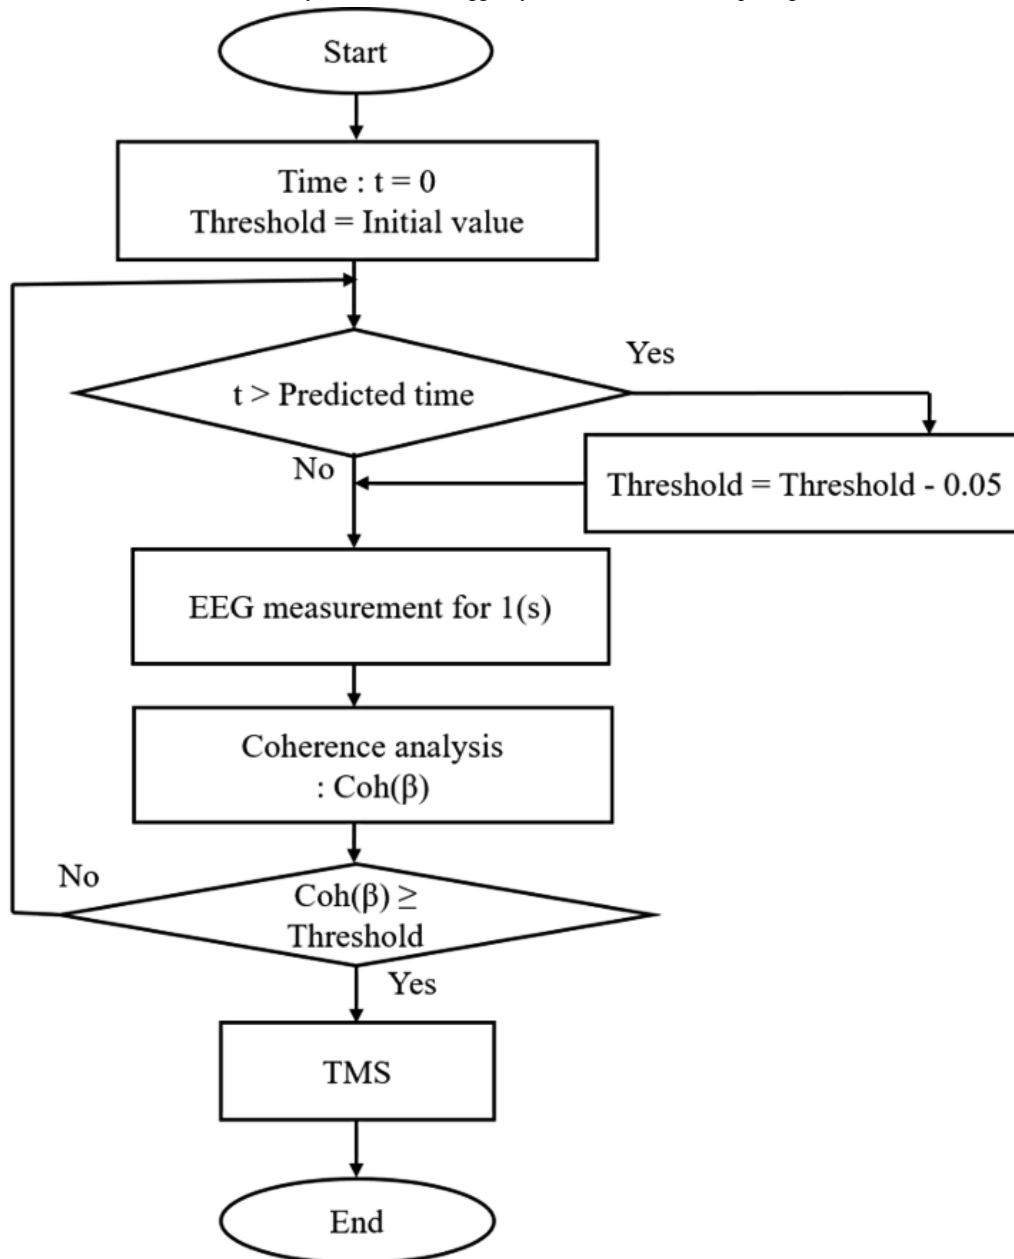 Start
Time : t = 0
Threshold = Initial value
t > Predicted time
Yes
No
Threshold = Threshold - 0.05
EEG measurement for 1(s)
Coherence analysis
: Coh(β)
No
Coh(β) ≥
Threshold
Yes
TMS
End